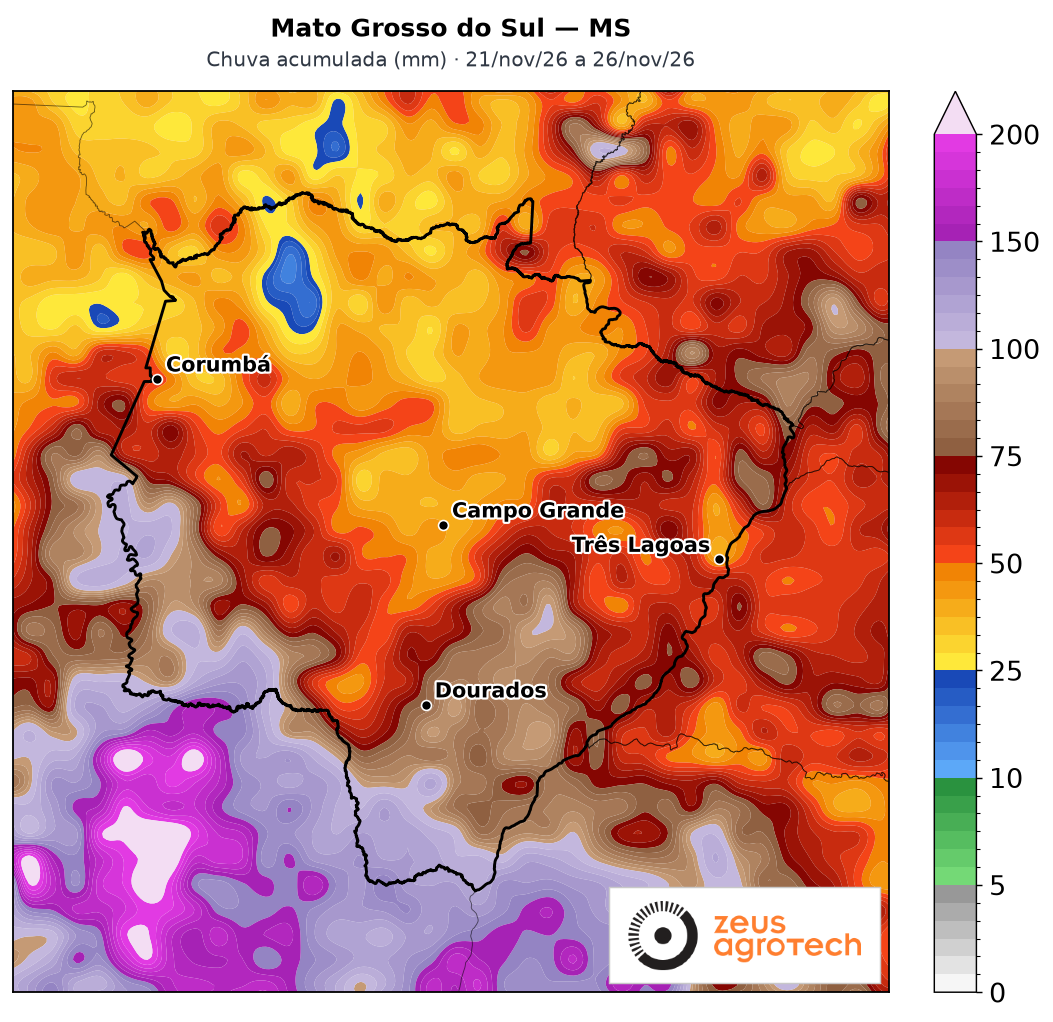 Mato Grosso do Sul — MS
Chuva acumulada (mm) · 21/nov/26 a 26/nov/26
200
150
100
75
50
25
10
5
0
Corumbá
Campo Grande
Três Lagoas
Dourados
zeus
agrotech